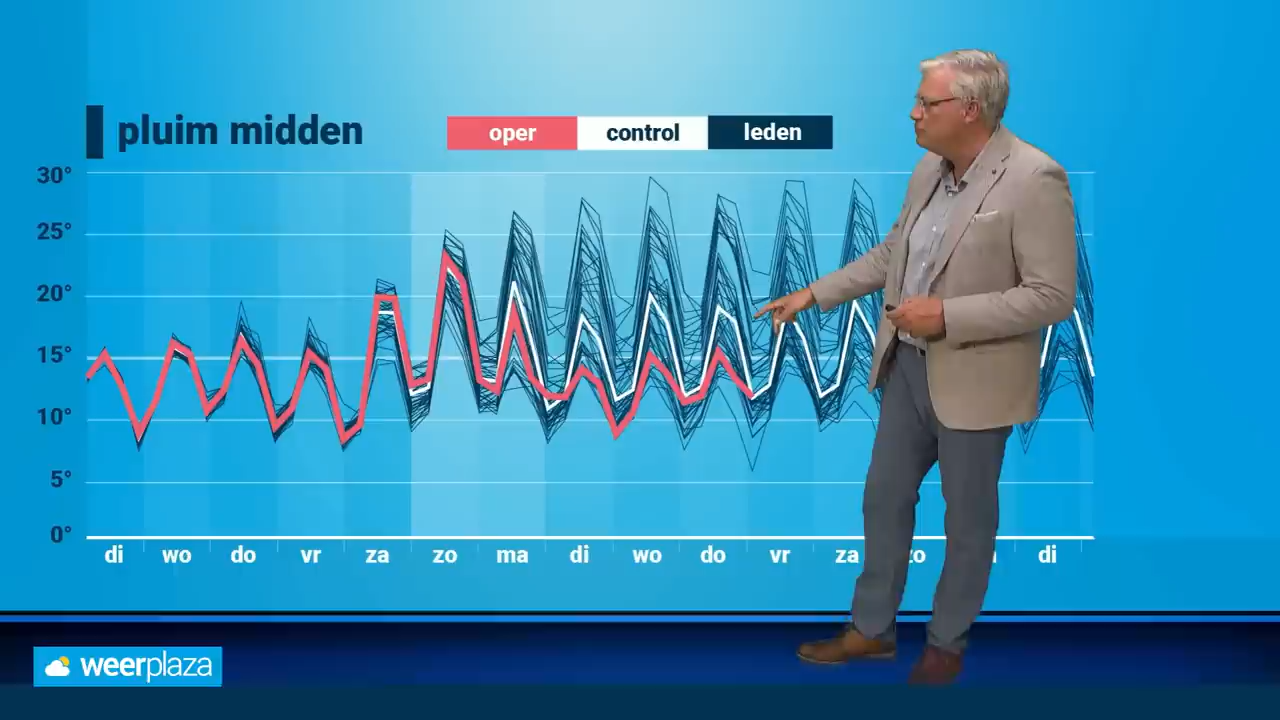 pluim midden
oper control leden
30°
25°
20°
15°
10°
5°
0°
di wo do vr za zo ma di wo do vr za zo di
weerplaza